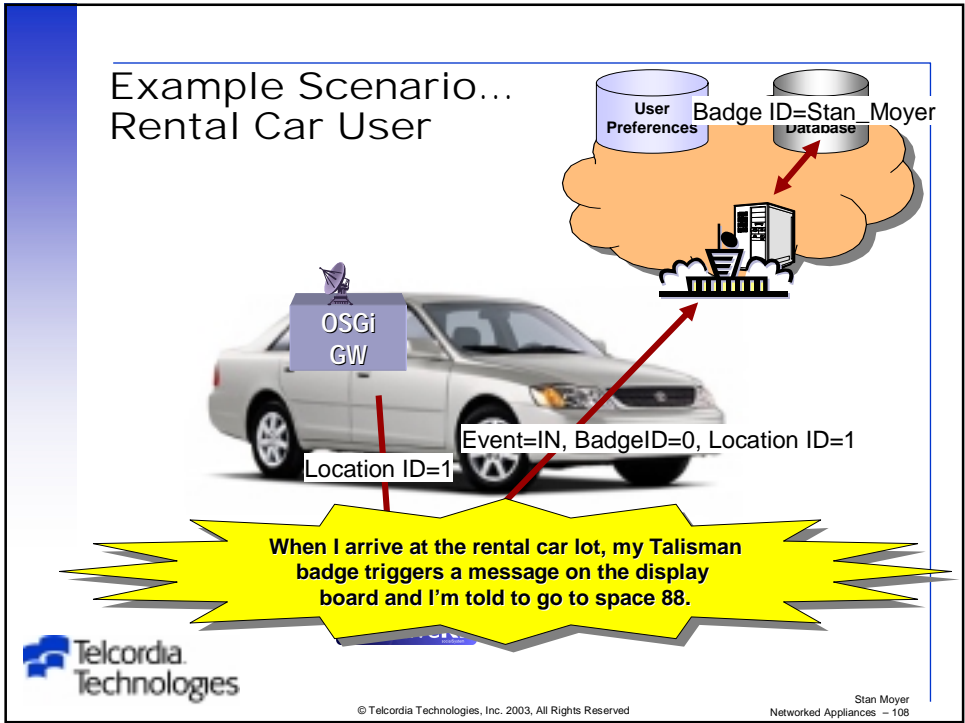 Example Scenario...
Rental Car User
User
Preferences
Badge ID=Stan_Moyer
Database
OSGi
GW
Event=IN, BadgeID=0, Location ID=1
Location ID=1
When I arrive at the rental car lot, my Talisman
badge triggers a message on the display
board and I'm told to go to space 88.
Telcordia
Technologies
© Telcordia Technologies, Inc. 2003, All Rights Reserved
Stan Moyer
Networked Appliances – 108